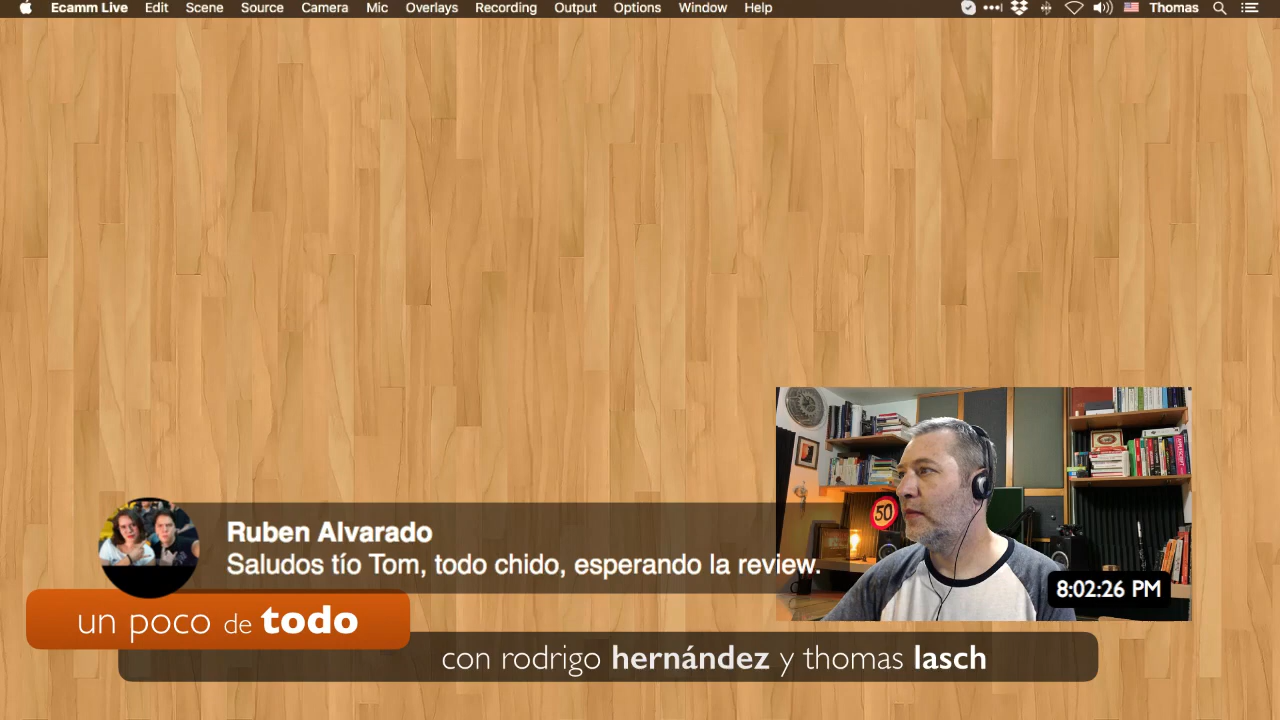 Ecamm Live Edit Scene Source Camera Mic Overlays Recording Output Options Window Help Thomas
50
Ruben Alvarado
Saludos tío Tom, todo chido, esperando la review.
8:02:26 PM
un poco de todo
con rodrigo hernández y thomas lasch